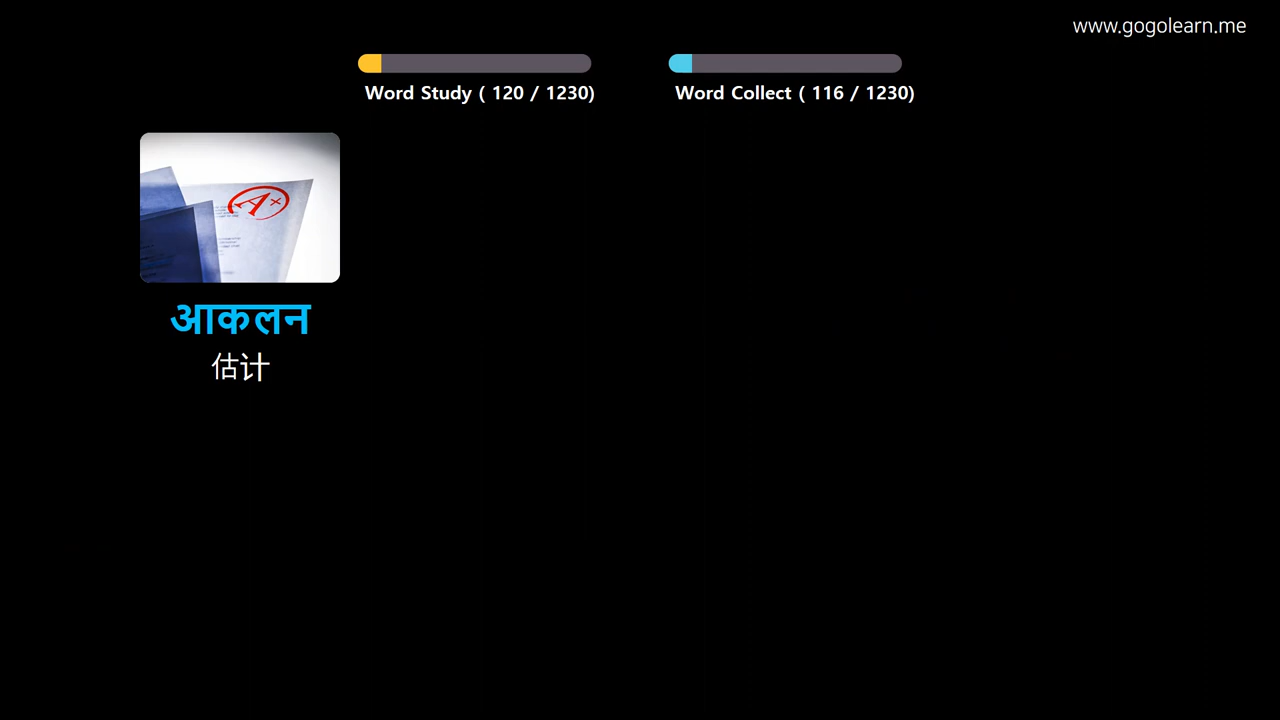 www.gogolearn.me
Word Study ( 120 / 1230)
Word Collect ( 116 / 1230)
A+
आकलन
估计